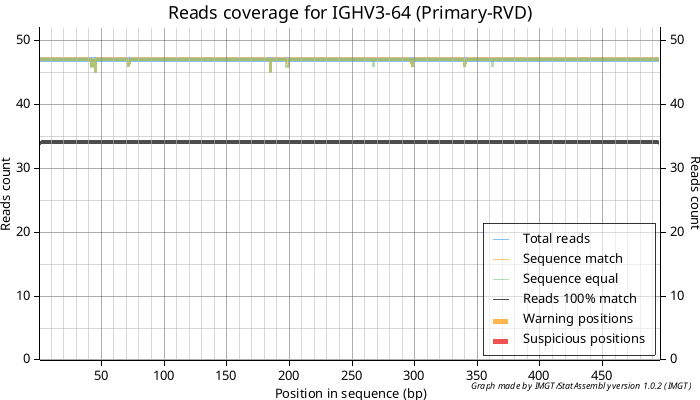 Reads coverage for IGHV3-64 (Primary-RVD)
50 50
40 40
30 30
20 20
10 10
0 0
Reads count
Reads count
Total reads
Sequence match
Sequence equal
Reads 100% match
Warning positions
Suspicious positions
50 100 150 200 250 300 350 400 450
Position in sequence (bp)
Graph made by IMGT/StatAssembly version 1.0.2 (IMGT)